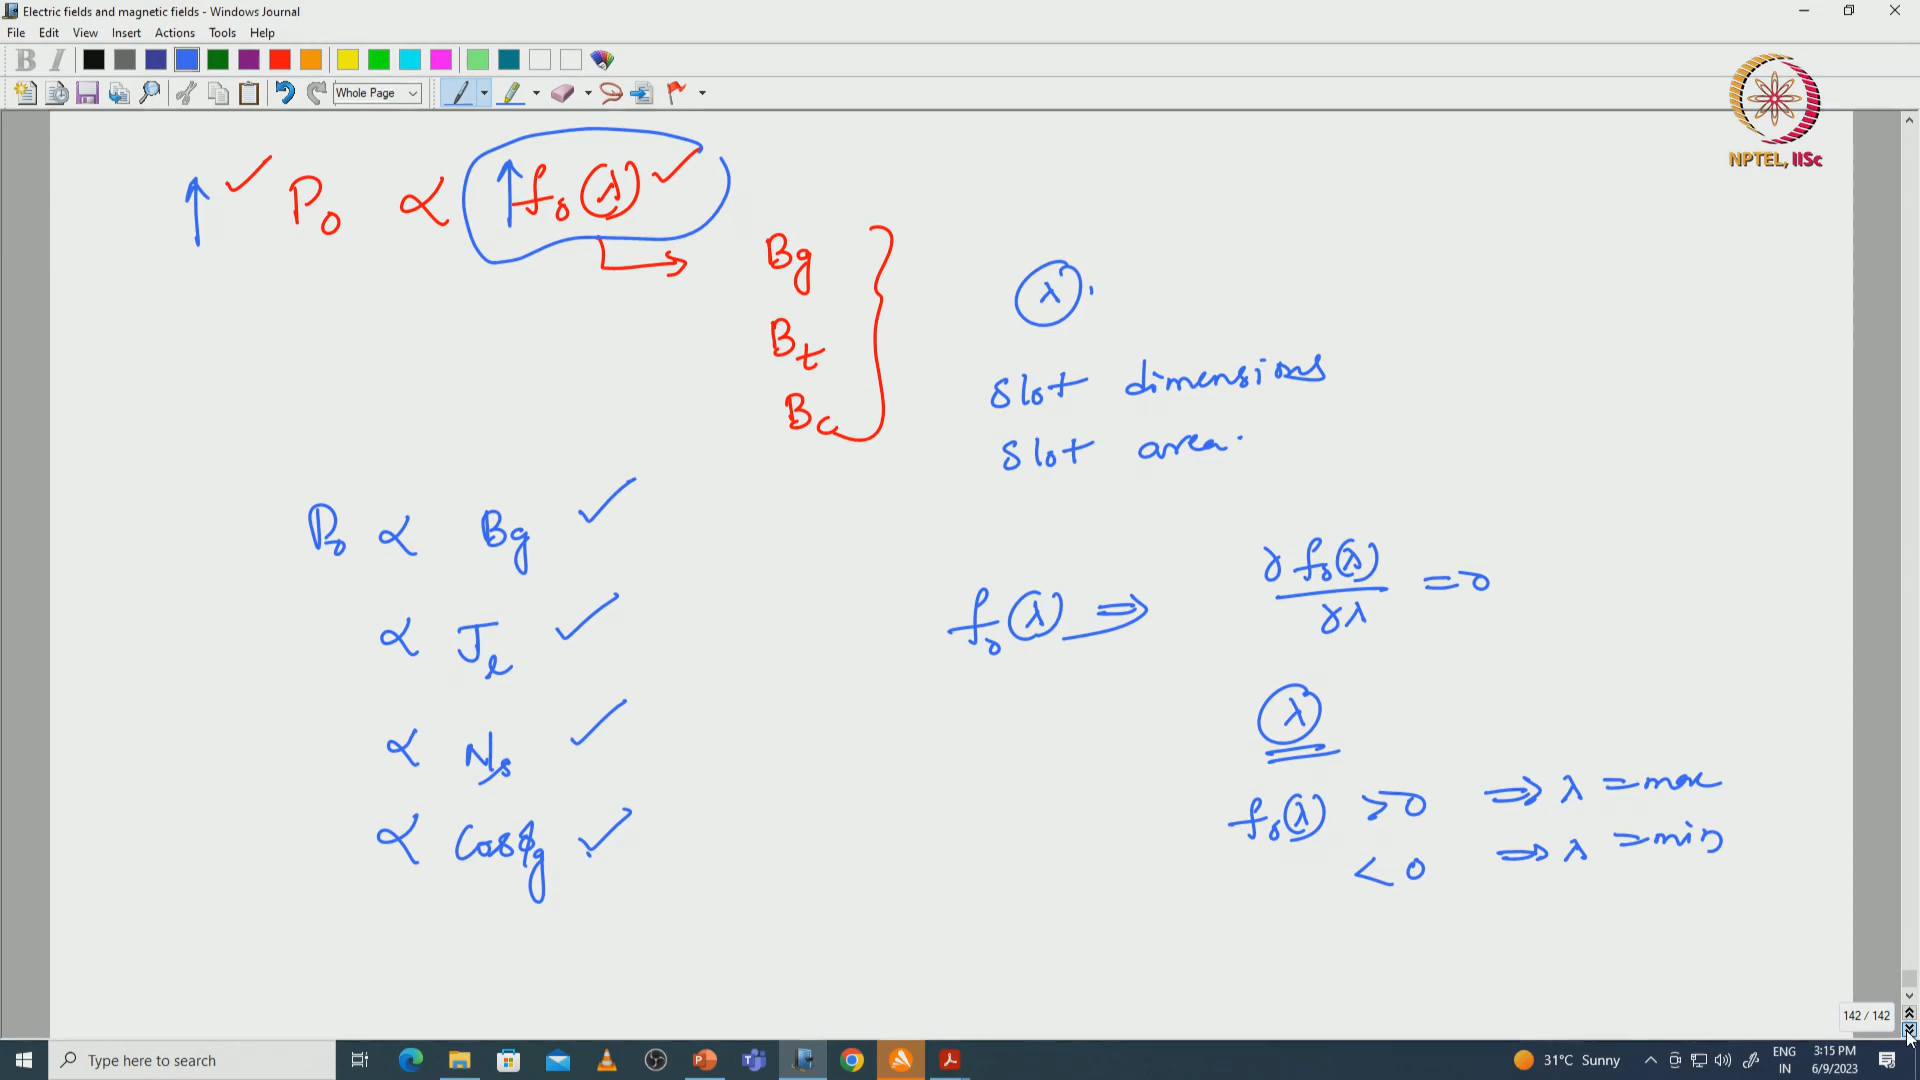 Electric fields and magnetic fields - Windows Journal
File Edit View Insert Actions Tools Help
B I
Whole Page
NPTEL, IISc
↑ ✓ P₀ ∝ ↑ f₀(λ) ✓
Bg
Bt
Bc
λ.
slot dimensions
slot area.
P₀ ∝ Bg ✓
∝ Je ✓
∝ Ns ✓
∝ Cosϕg ✓
f₀(λ) ⇒ ∂f₀(λ)/∂λ = 0
λ
f₀(λ) > 0 ⇒ λ = max
< 0 ⇒ λ = min
142 / 142
Type here to search
31°C Sunny
ENG
IN
3:15 PM
6/9/2023